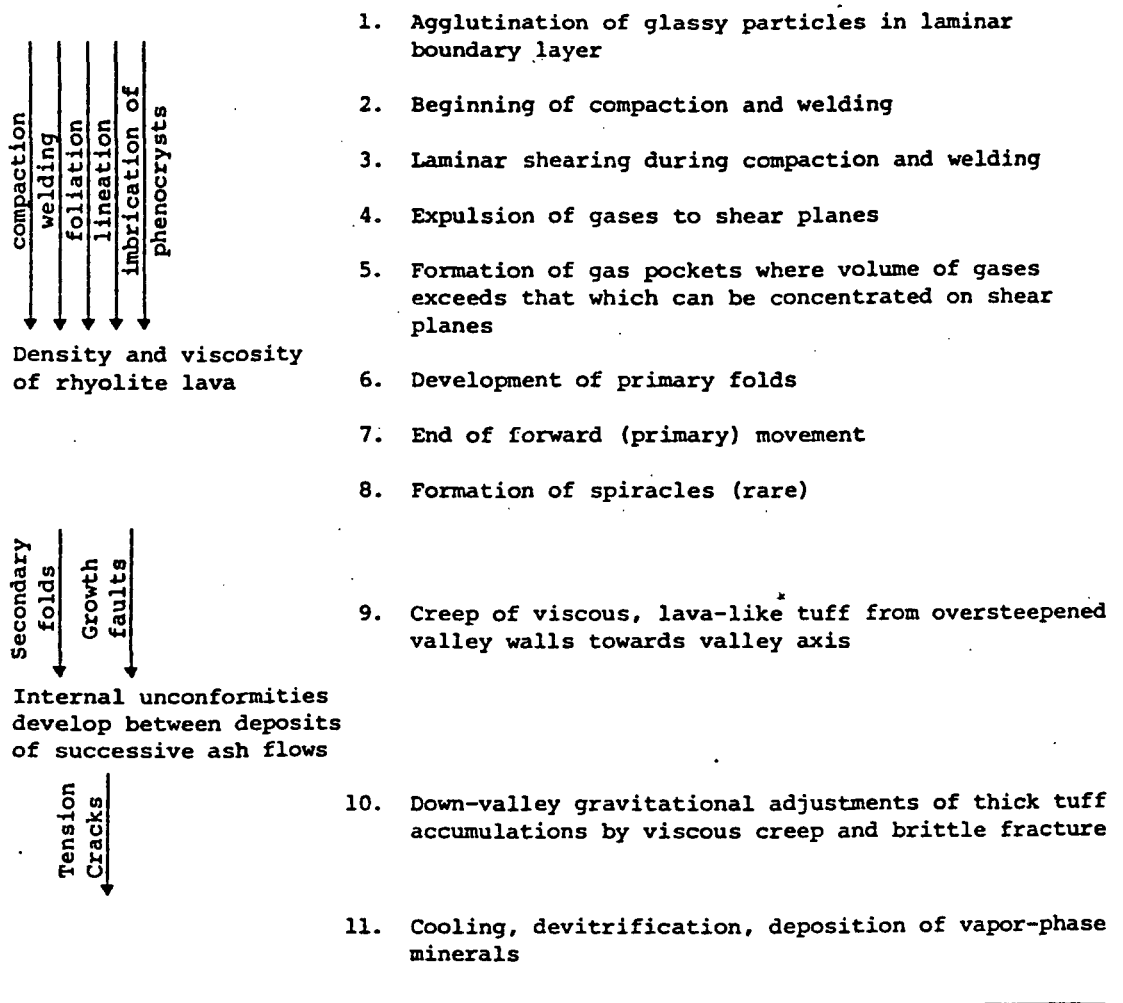 1. Agglutination of glassy particles in laminar
boundary layer
2. Beginning of compaction and welding
3. Laminar shearing during compaction and welding
4. Expulsion of gases to shear planes
5. Formation of gas pockets where volume of gases
exceeds that which can be concentrated on shear
planes
compaction
welding
foliation
lineation
imbrication of
phenocrysts
Density and viscosity
of rhyolite lava
6. Development of primary folds
7. End of forward (primary) movement
8. Formation of spiracles (rare)
Secondary
folds
Growth
faults
9. Creep of viscous, lava-like tuff from oversteepened
valley walls towards valley axis
Internal unconformities
develop between deposits
of successive ash flows
Tension
Cracks
10. Down-valley gravitational adjustments of thick tuff
accumulations by viscous creep and brittle fracture
11. Cooling, devitrification, deposition of vapor-phase
minerals